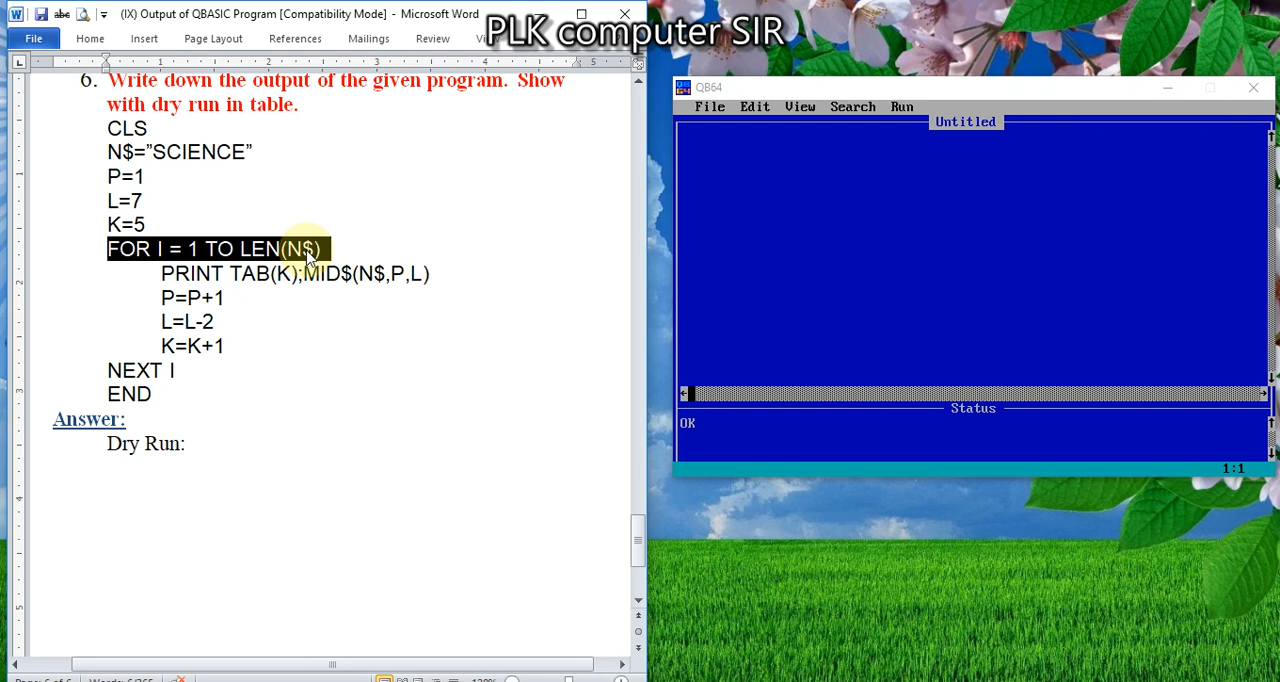 (IX) Output of QBASIC Program [Compatibility Mode] - Microsoft Word
PLK computer SIR
File Home Insert Page Layout References Mailings Review
6. Write down the output of the given program. Show
with dry run in table.
CLS
N$=”SCIENCE”
P=1
L=7
K=5
FOR I = 1 TO LEN(N$)
PRINT TAB(K);MID$(N$,P,L)
P=P+1
L=L-2
K=K+1
NEXT I
END
Answer:
Dry Run:
QB64
File Edit View Search Run
Untitled
Status
OK
1:1